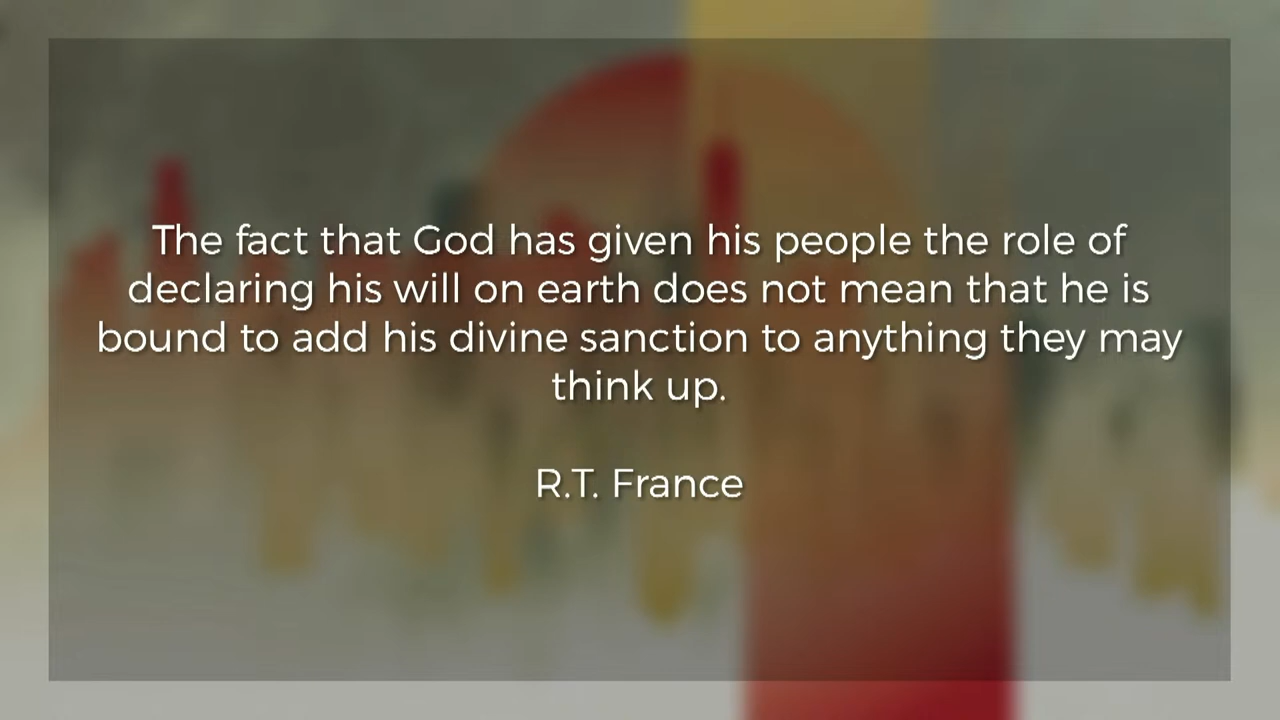 The fact that God has given his people the role of
declaring his will on earth does not mean that he is
bound to add his divine sanction to anything they may
think up.
R.T. France